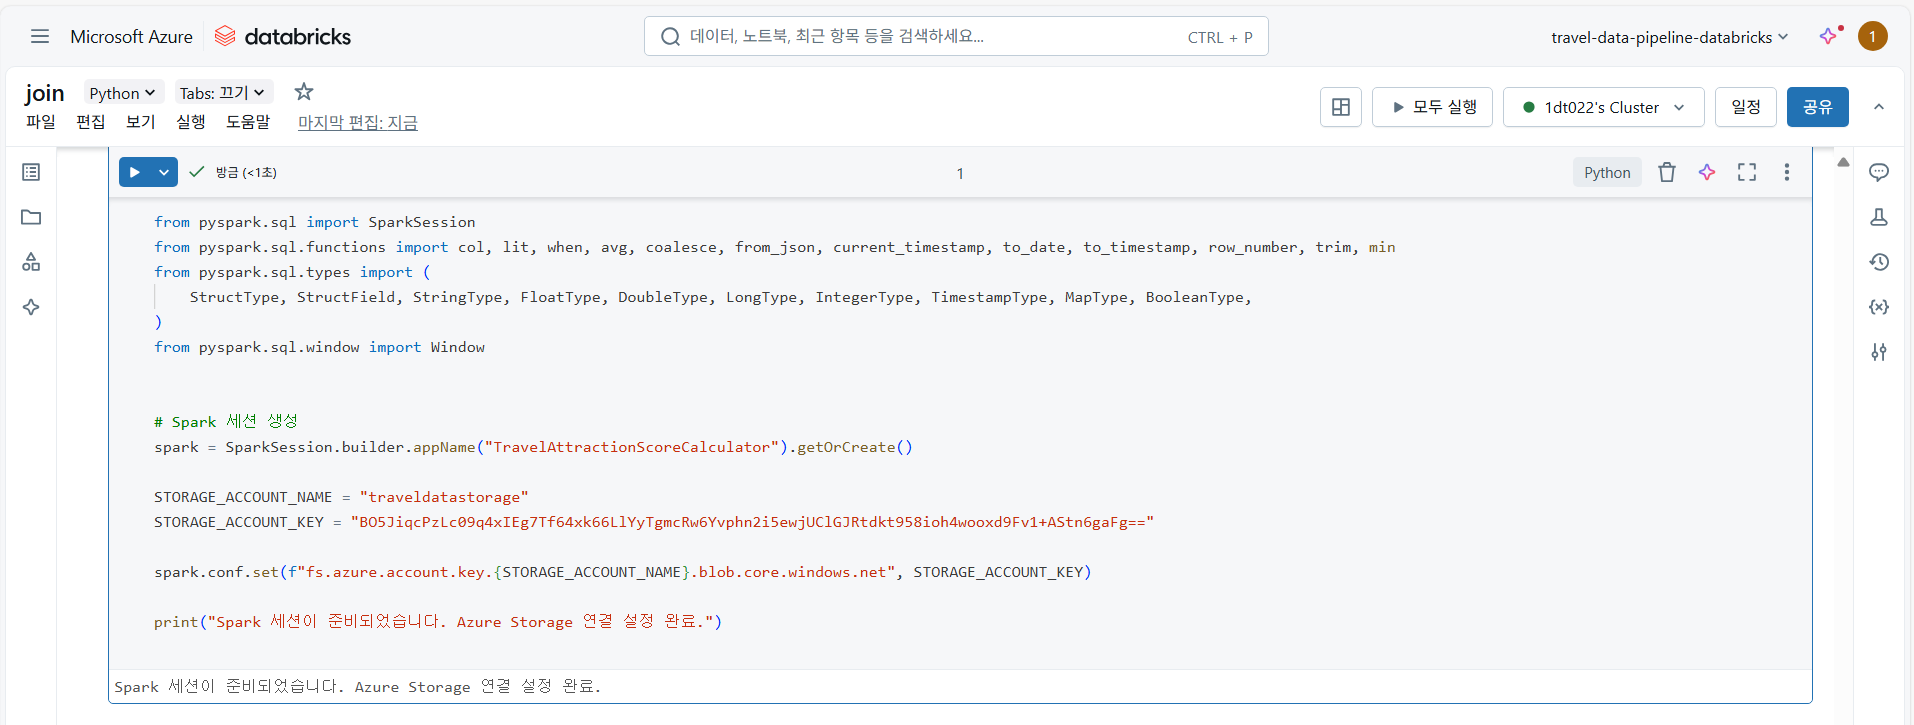 Microsoft Azure databricks
데이터, 노트북, 최근 항목 등을 검색하세요... CTRL + P
travel-data-pipeline-databricks 1
join Python Tabs: 끄기
파일 편집 보기 실행 도움말 마지막 편집: 지금
모두 실행 1dt022's Cluster 일정 공유
방금 (<1초) 1 Python
from pyspark.sql import SparkSession
from pyspark.sql.functions import col, lit, when, avg, coalesce, from_json, current_timestamp, to_date, to_timestamp, row_number, trim, min
from pyspark.sql.types import (
StructType, StructField, StringType, FloatType, DoubleType, LongType, IntegerType, TimestampType, MapType, BooleanType,
)
from pyspark.sql.window import Window
# Spark 세션 생성
spark = SparkSession.builder.appName("TravelAttractionScoreCalculator").getOrCreate()
STORAGE_ACCOUNT_NAME = "traveldatastorage"
STORAGE_ACCOUNT_KEY = "BO5JiqcPzLc09q4xIEg7Tf64xk66LlYyTgmcRw6Yvphn2i5ewjUClGJRtdkt958ioh4wooxd9Fv1+AStn6gaFg=="
spark.conf.set(f"fs.azure.account.key.{STORAGE_ACCOUNT_NAME}.blob.core.windows.net", STORAGE_ACCOUNT_KEY)
print("Spark 세션이 준비되었습니다. Azure Storage 연결 설정 완료.")
Spark 세션이 준비되었습니다. Azure Storage 연결 설정 완료.